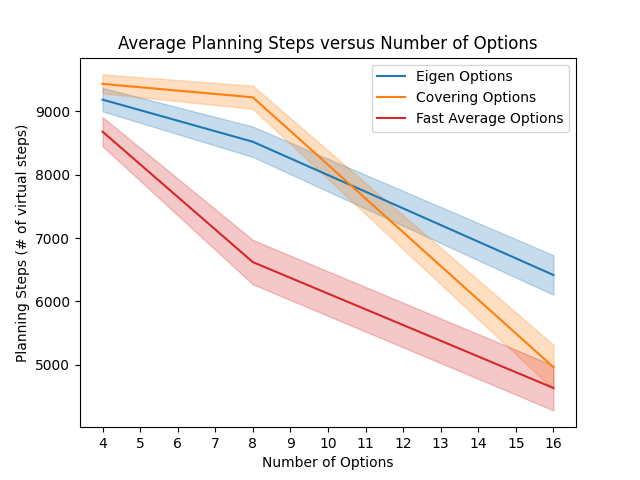 Average Planning Steps versus Number of Options
Eigen Options
Covering Options
Fast Average Options
Planning Steps (# of virtual steps)
9000
8000
7000
6000
5000
4 5 6 7 8 9 10 11 12 13 14 15 16
Number of Options